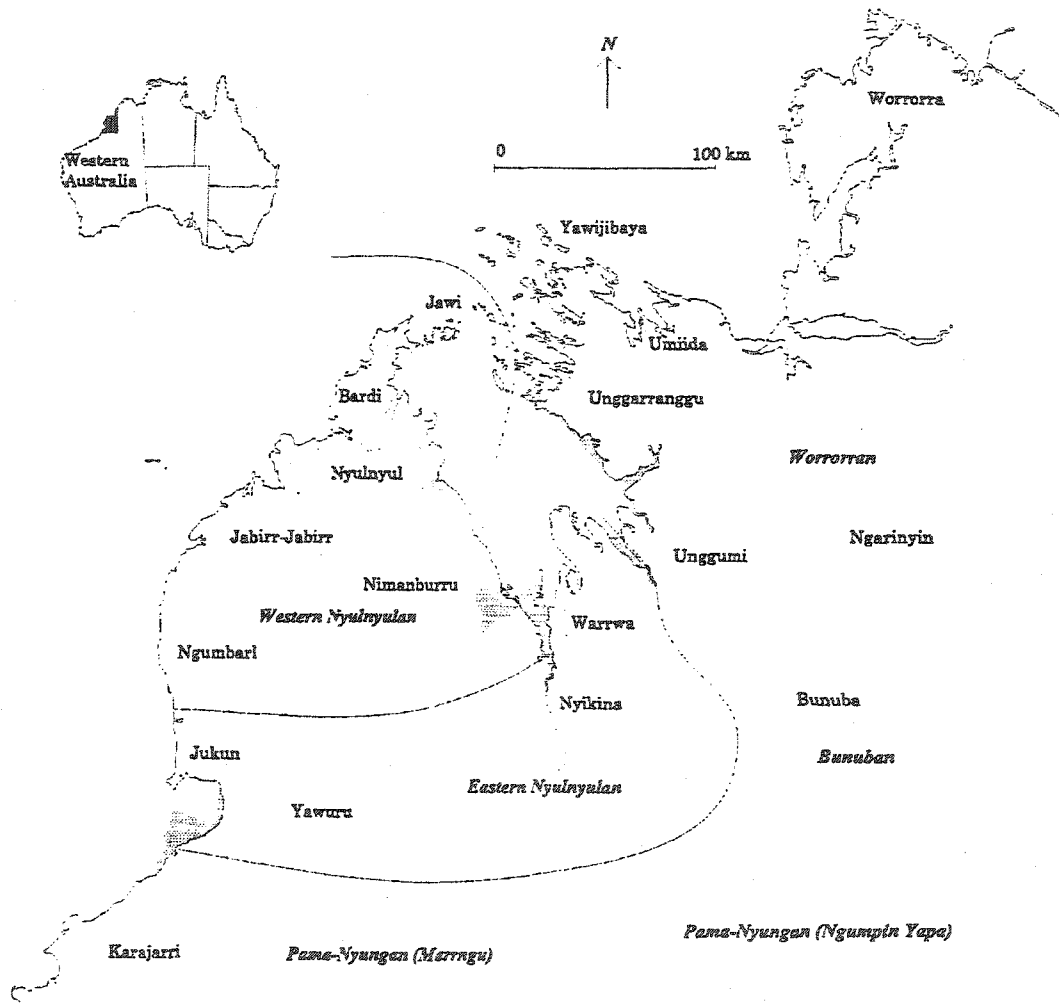 N
Worrorra
Western
Australia
0 100 km
Yawijibaya
Jawi
Umiida
Bardi
Unggarranggu
Worrorran
Nyulnyul
Jabirr-Jabirr
Ngarinyin
Unggumi
Nimanburru
Western Nyulnyulan
Warrwa
Ngumbarl
Nyikina
Bunuba
Jukun
Bunuban
Eastern Nyulnyulan
Yawuru
Pama-Nyungan (Ngumpin Yapa)
Karajarri
Pama-Nyungan (Marrngu)